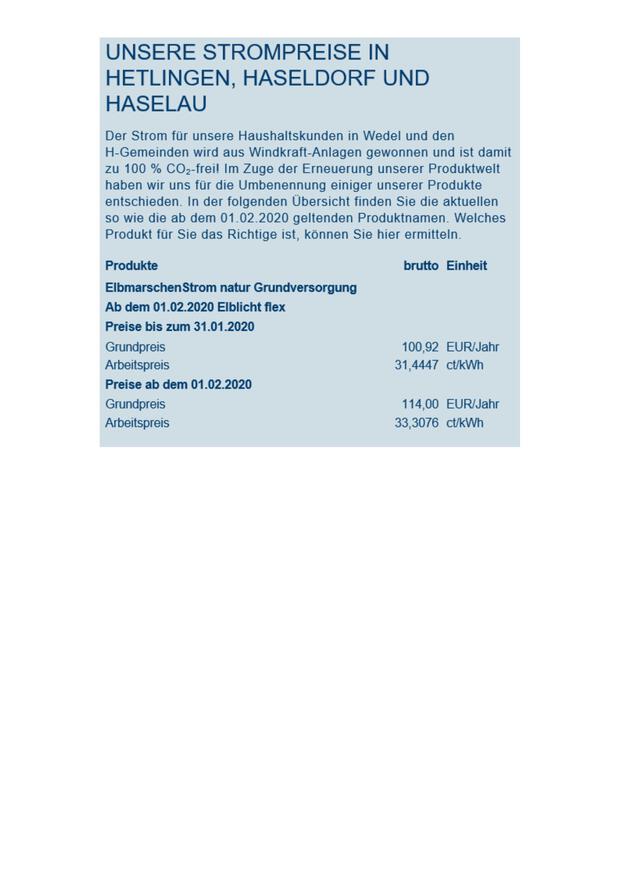 UNSERE STROMPREISE IN
HETLINGEN, HASELDORF UND
HASELAU
Der Strom für unsere Haushaltskunden in Wedel und den
H-Gemeinden wird aus Windkraft-Anlagen gewonnen und ist damit
zu 100 % CO₂-frei! Im Zuge der Erneuerung unserer Produktwelt
haben wir uns für die Umbenennung einiger unserer Produkte
entschieden. In der folgenden Übersicht finden Sie die aktuellen
so wie die ab dem 01.02.2020 geltenden Produktnamen. Welches
Produkt für Sie das Richtige ist, können Sie hier ermitteln.
Produkte brutto Einheit
ElbmarschenStrom natur Grundversorgung
Ab dem 01.02.2020 Elblicht flex
Preise bis zum 31.01.2020
Grundpreis 100,92 EUR/Jahr
Arbeitspreis 31,4447 ct/kWh
Preise ab dem 01.02.2020
Grundpreis 114,00 EUR/Jahr
Arbeitspreis 33,3076 ct/kWh